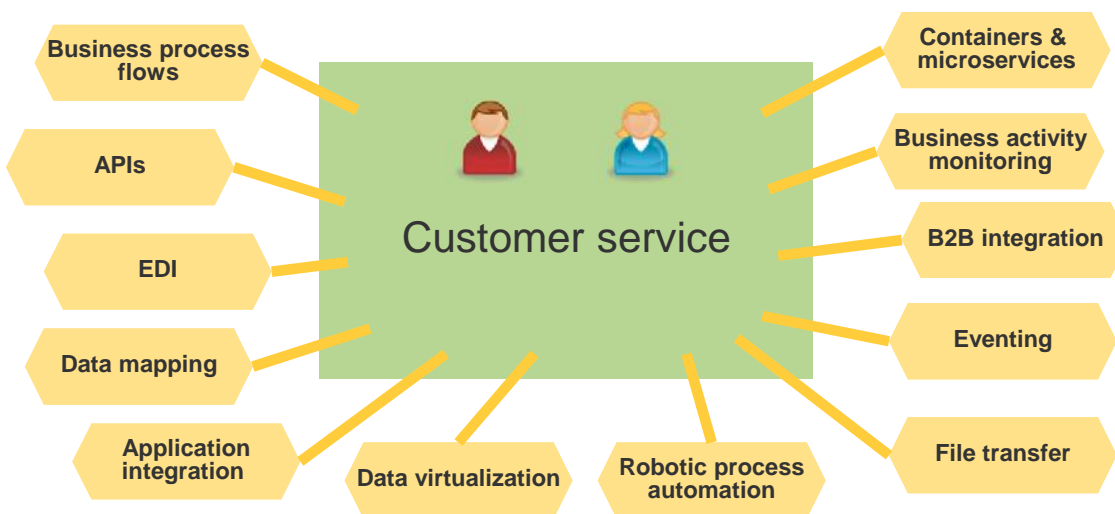 Business process
flows
APIs
EDI
Data mapping
Application
integration
Data virtualization
Robotic process
automation
Customer service
Containers &
microservices
Business activity
monitoring
B2B integration
Eventing
File transfer